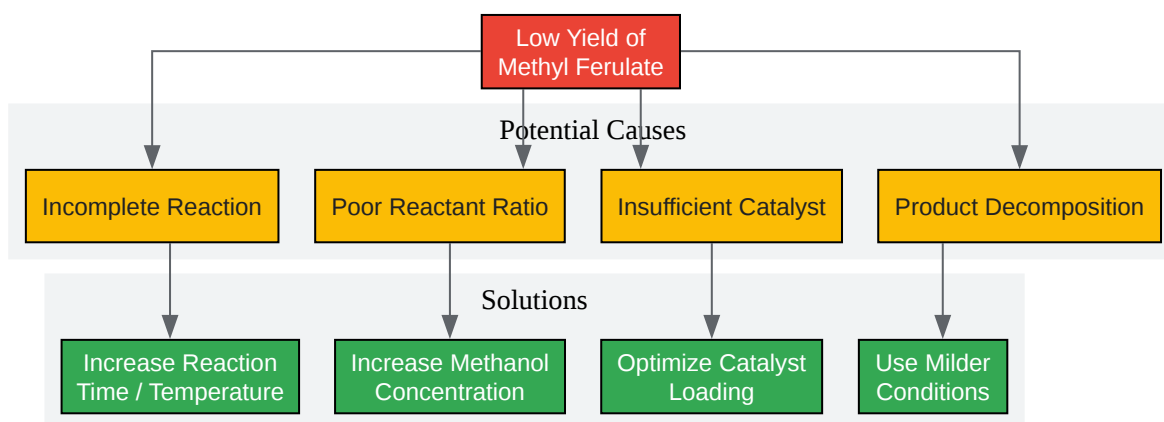 Low Yield of
Methyl Ferulate
Potential Causes
Incomplete Reaction
Poor Reactant Ratio
Insufficient Catalyst
Product Decomposition
Solutions
Increase Reaction
Time / Temperature
Increase Methanol
Concentration
Optimize Catalyst
Loading
Use Milder
Conditions